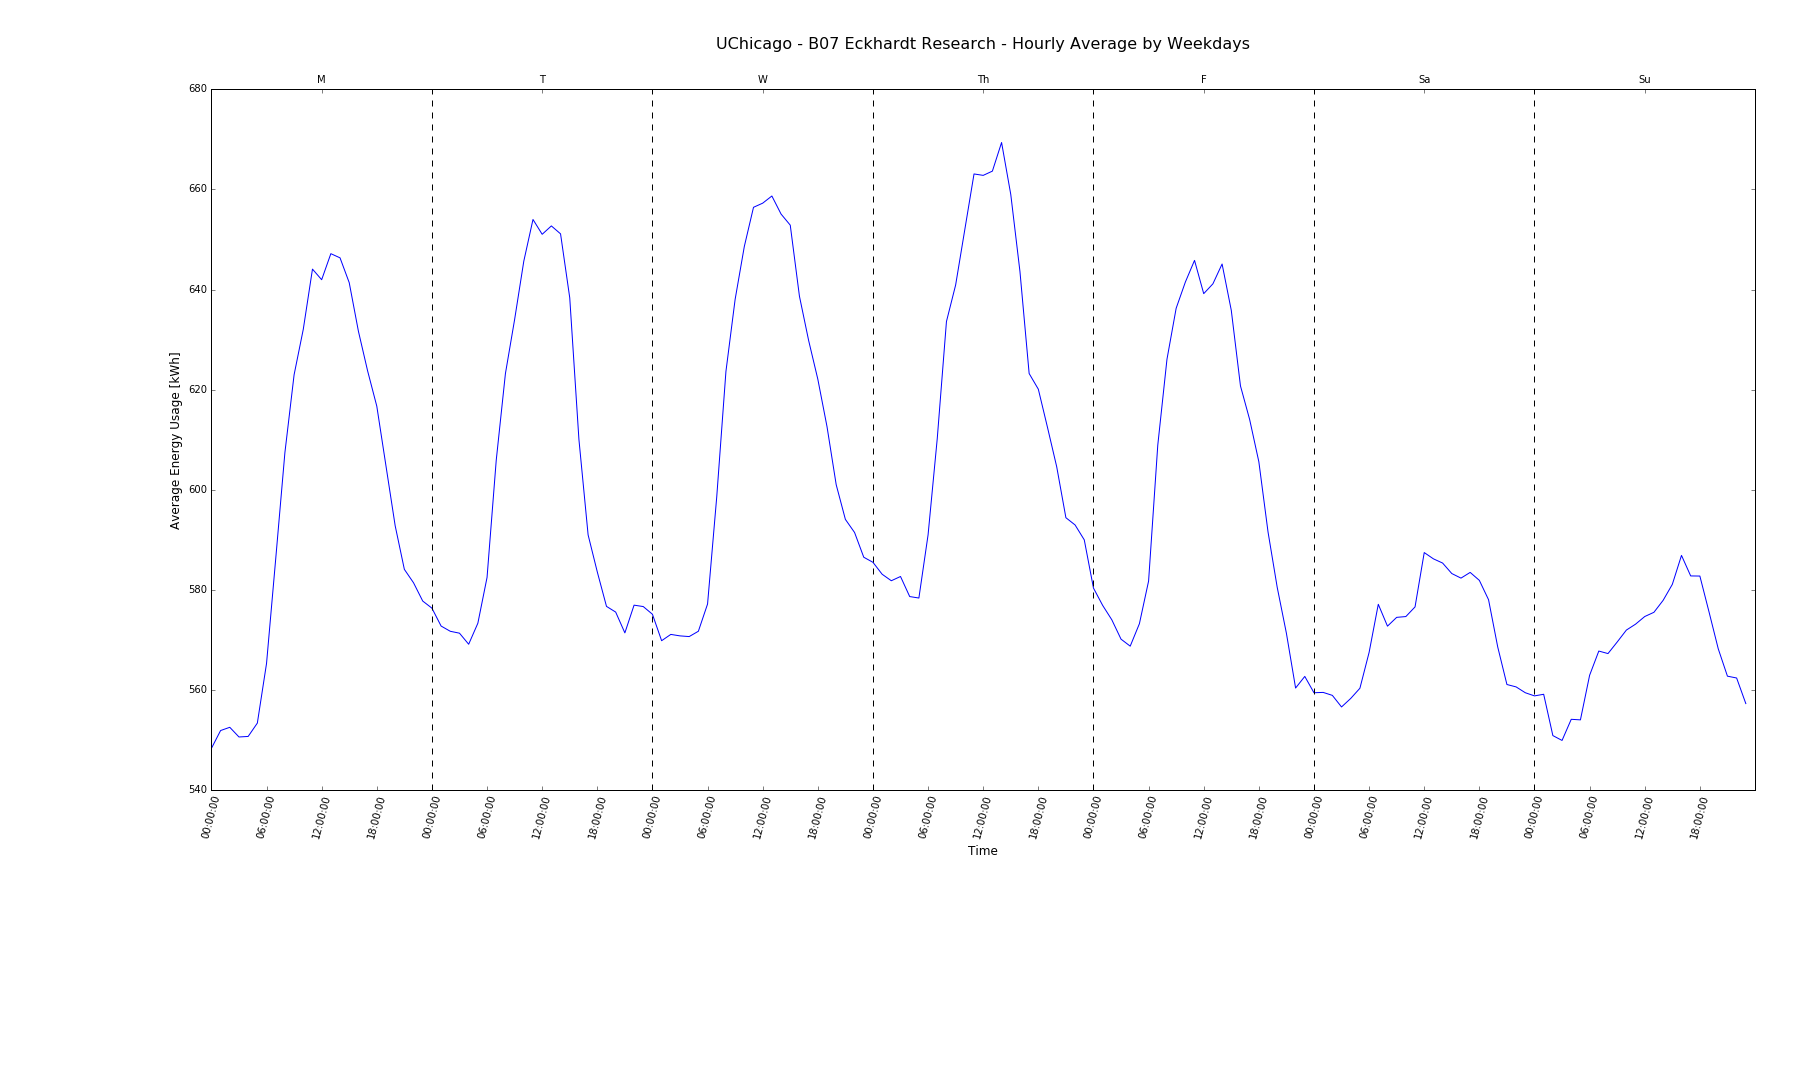 UChicago - B07 Eckhardt Research - Hourly Average by Weekdays
M T W Th F Sa Su
680
660
640
620
600
580
560
540
Average Energy Usage [kWh]
00:00:00 06:00:00 12:00:00 18:00:00 00:00:00 06:00:00 12:00:00 18:00:00 00:00:00 06:00:00 12:00:00 18:00:00 00:00:00 06:00:00 12:00:00 18:00:00 00:00:00 06:00:00 12:00:00 18:00:00 00:00:00 06:00:00 12:00:00 18:00:00 00:00:00 06:00:00 12:00:00 18:00:00
Time